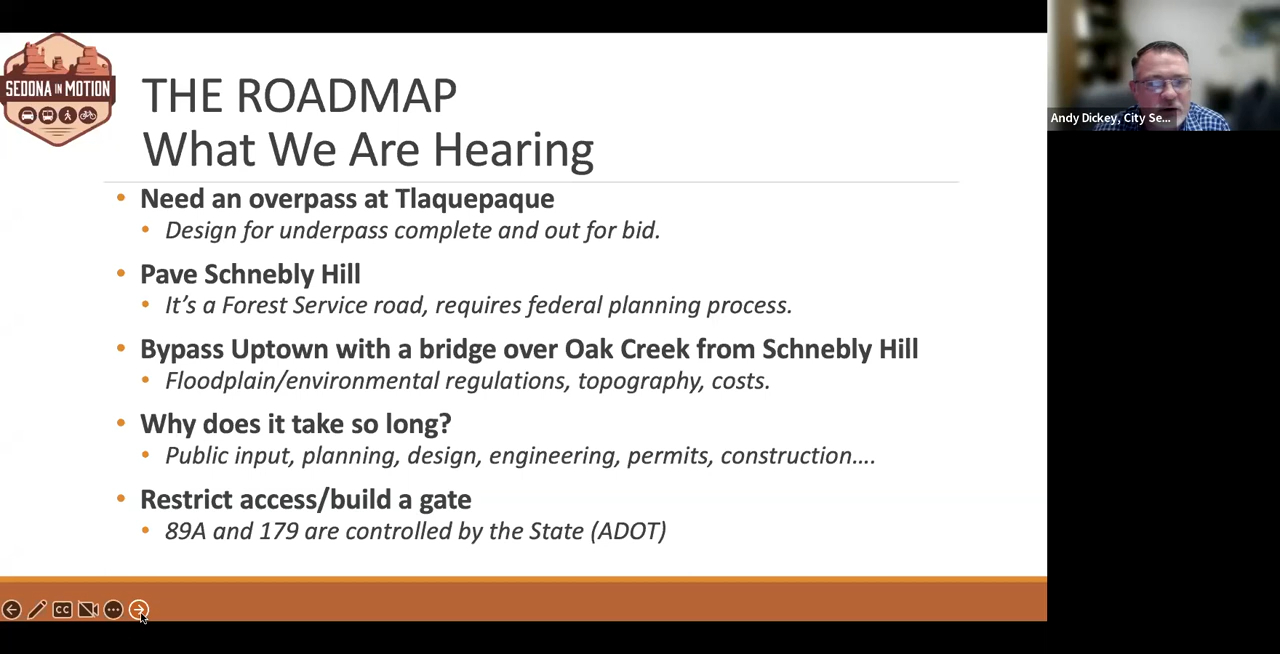 SEDONA IN MOTION
THE ROADMAP
What We Are Hearing
• Need an overpass at Tlaquepaque
• Design for underpass complete and out for bid.
• Pave Schnebly Hill
• It’s a Forest Service road, requires federal planning process.
• Bypass Uptown with a bridge over Oak Creek from Schnebly Hill
• Floodplain/environmental regulations, topography, costs.
• Why does it take so long?
• Public input, planning, design, engineering, permits, construction….
• Restrict access/build a gate
• 89A and 179 are controlled by the State (ADOT)
CC
Andy Dickey, City Se...